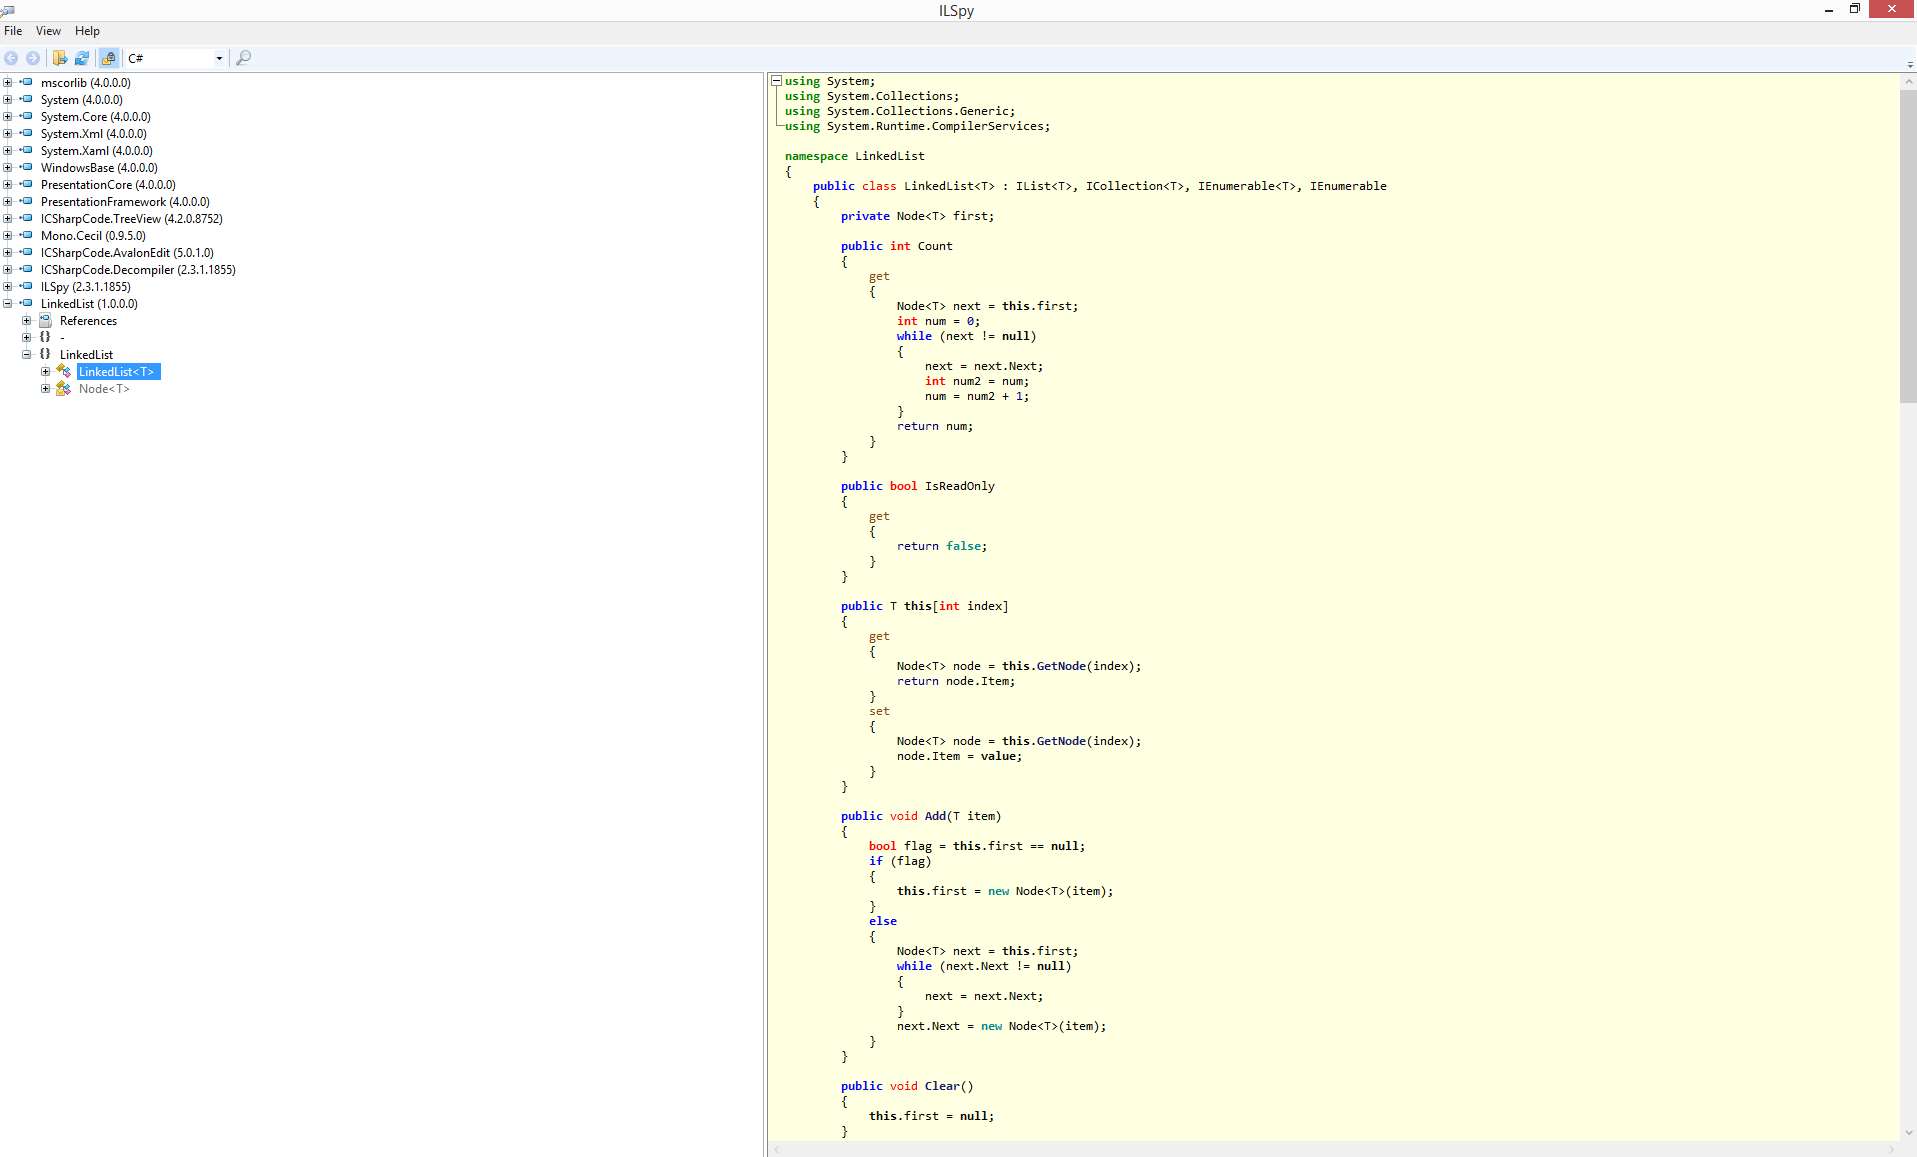 ILSpy
File View Help
C#
mscorlib (4.0.0.0)
System (4.0.0.0)
System.Core (4.0.0.0)
System.Xml (4.0.0.0)
System.Xaml (4.0.0.0)
WindowsBase (4.0.0.0)
PresentationCore (4.0.0.0)
PresentationFramework (4.0.0.0)
ICSharpCode.TreeView (4.2.0.8752)
Mono.Cecil (0.9.5.0)
ICSharpCode.AvalonEdit (5.0.1.0)
ICSharpCode.Decompiler (2.3.1.1855)
ILSpy (2.3.1.1855)
LinkedList (1.0.0.0)
References
{} -
{} LinkedList
LinkedList<T>
Node<T>
using System;
using System.Collections;
using System.Collections.Generic;
using System.Runtime.CompilerServices;
namespace LinkedList
{
public class LinkedList<T> : IList<T>, ICollection<T>, IEnumerable<T>, IEnumerable
{
private Node<T> first;
public int Count
{
get
{
Node<T> next = this.first;
int num = 0;
while (next != null)
{
next = next.Next;
int num2 = num;
num = num2 + 1;
}
return num;
}
}
public bool IsReadOnly
{
get
{
return false;
}
}
public T this[int index]
{
get
{
Node<T> node = this.GetNode(index);
return node.Item;
}
set
{
Node<T> node = this.GetNode(index);
node.Item = value;
}
}
public void Add(T item)
{
bool flag = this.first == null;
if (flag)
{
this.first = new Node<T>(item);
}
else
{
Node<T> next = this.first;
while (next.Next != null)
{
next = next.Next;
}
next.Next = new Node<T>(item);
}
}
public void Clear()
{
this.first = null;
}